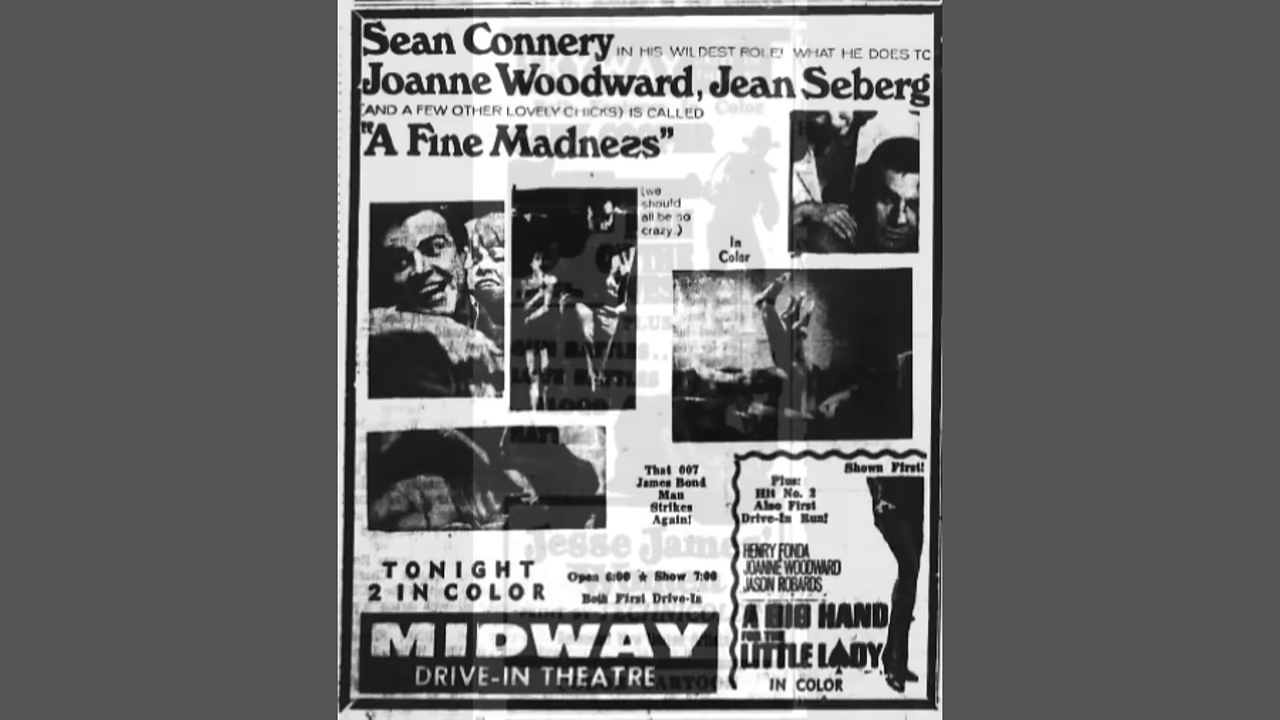 Sean Connery IN HIS WILDEST ROLE! WHAT HE DOES TO
Joanne Woodward, Jean Seberg
(AND A FEW OTHER LOVELY CHICKS) IS CALLED
"A Fine Madness"
(we
should
all be so
crazy.)
In
Color
That 007
James Bond
Man
Strikes
Again!
Shown First!
Plus:
Hit No. 2
Also First
Drive-In Run!
HENRY FONDA
JOANNE WOODWARD
JASON ROBARDS
A BIG HAND
FOR THE
LITTLE LADY
IN COLOR
TONIGHT
2 IN COLOR
Open 6:00 ☆ Show 7:00
Both First Drive-In
MIDWAY
DRIVE-IN THEATRE
Jesse James'